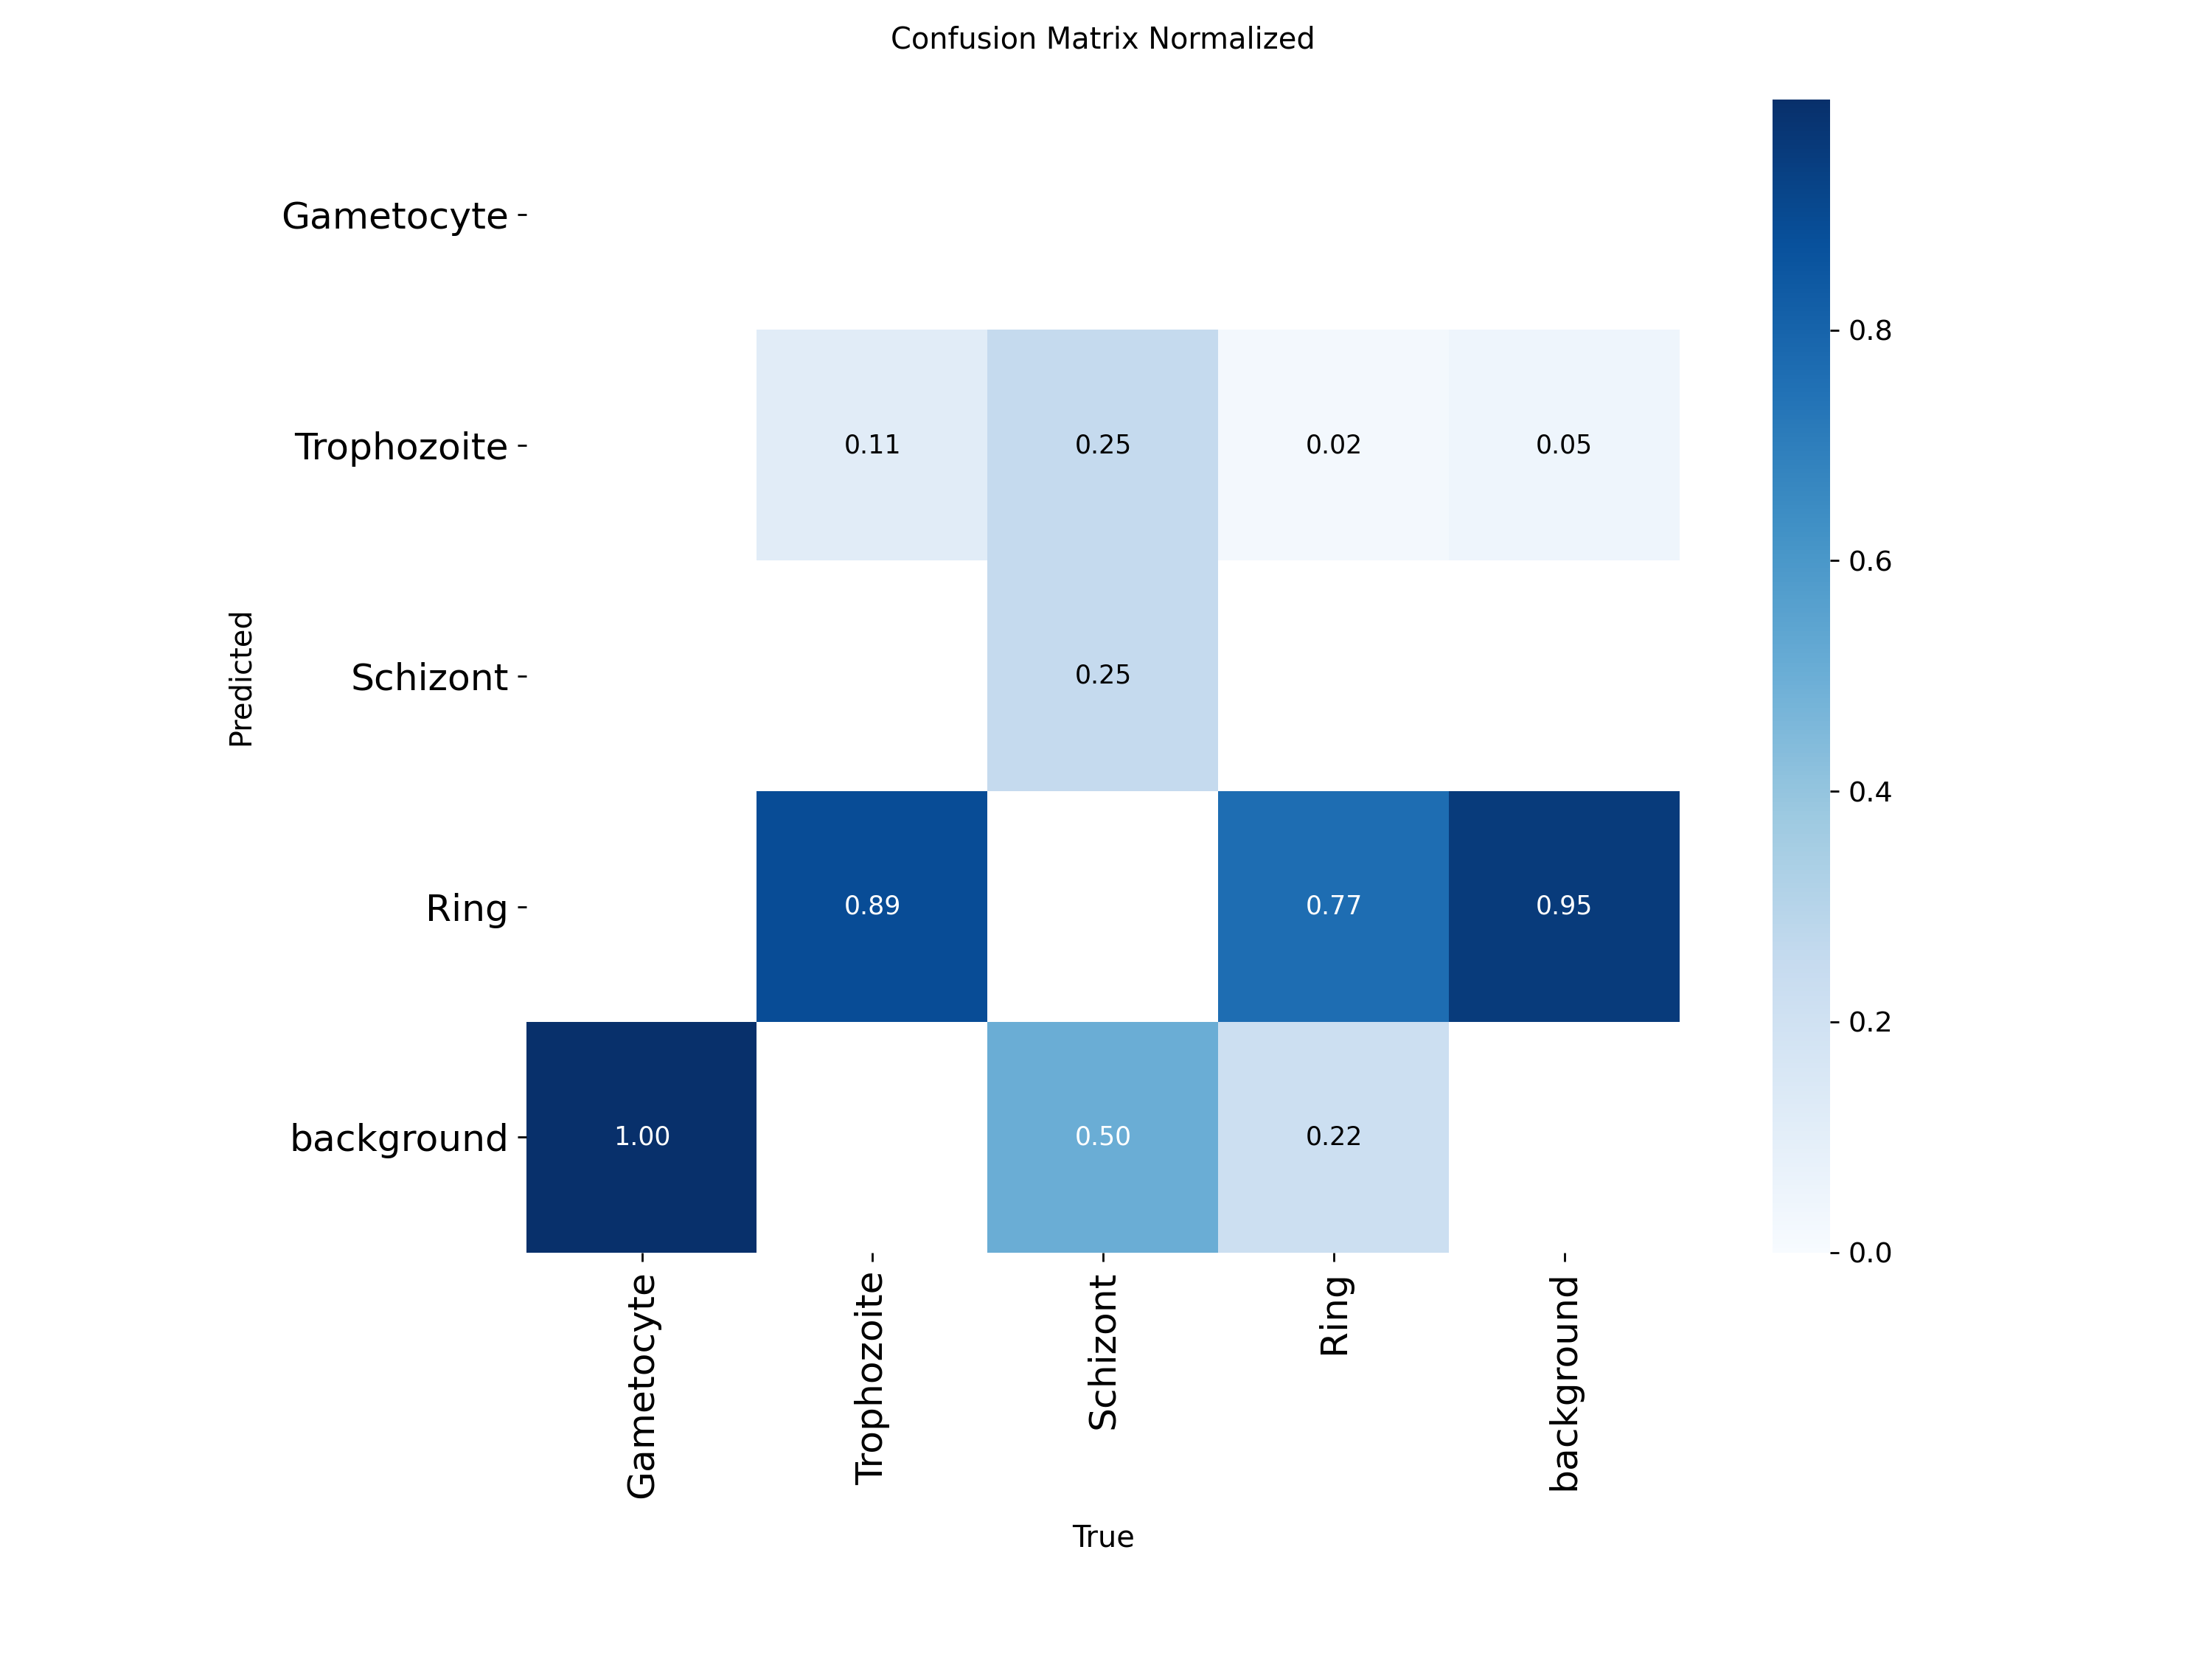 Confusion Matrix Normalized
Predicted
Gametocyte
Trophozoite
0.11 0.25 0.02 0.05
Schizont
0.25
Ring
0.89 0.77 0.95
background
1.00 0.50 0.22
Gametocyte
Trophozoite
Schizont
Ring
background
True
0.8
0.6
0.4
0.2
0.0